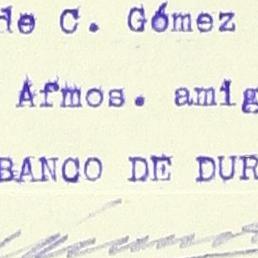 de C. Gómez
Afmos. amig
BANCO DE DUR